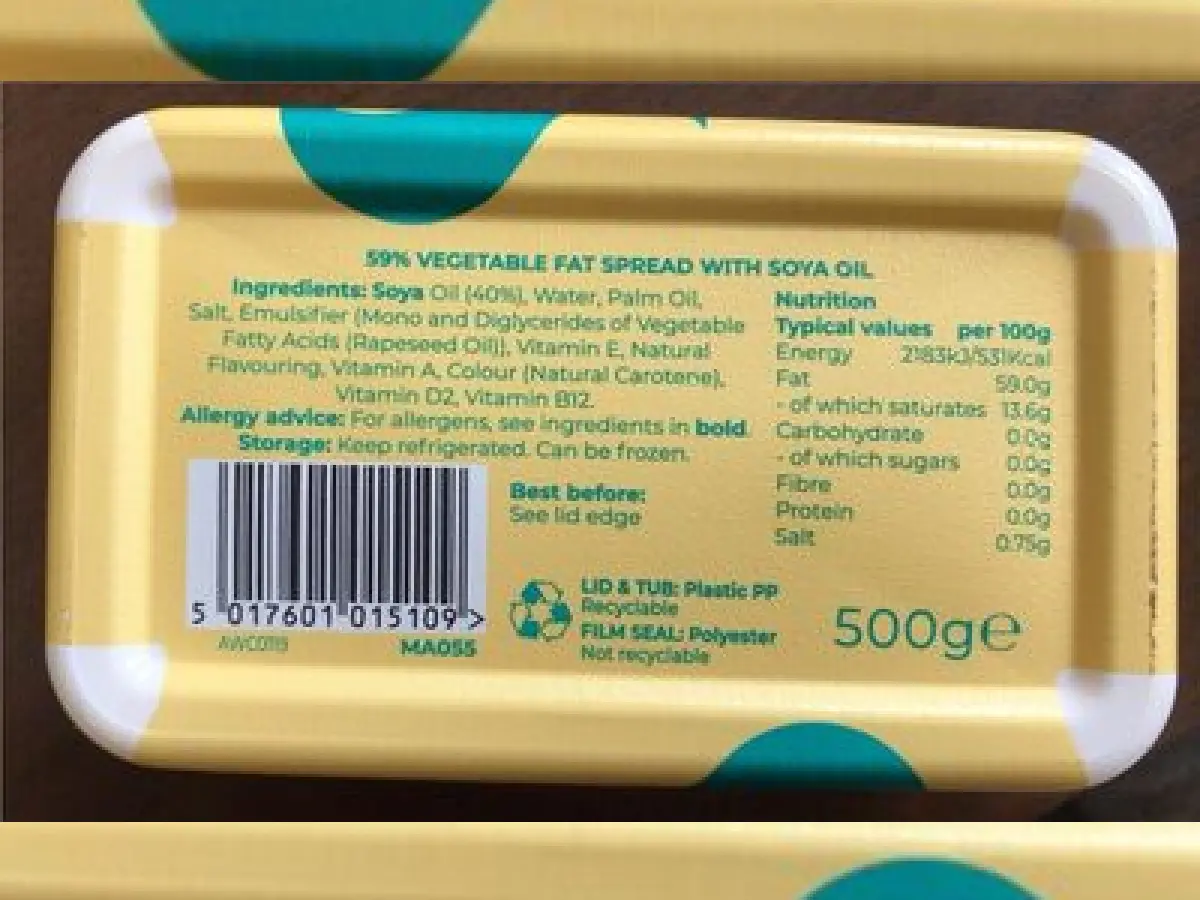 59% VEGETABLE FAT SPREAD WITH SOYA OIL
Ingredients: Soya Oil (40%), Water, Palm Oil,
Salt, Emulsifier (Mono and Diglycerides of Vegetable
Fatty Acids (Rapeseed Oil)), Vitamin E, Natural
Flavouring, Vitamin A, Colour (Natural Carotene),
Vitamin D2, Vitamin B12.
Allergy advice: For allergens, see ingredients in bold.
Storage: Keep refrigerated. Can be frozen.
Nutrition
Typical values per 100g
Energy 2183kJ/531Kcal
Fat 59.0g
- of which saturates 13.6g
Carbohydrate 0.0g
- of which sugars 0.0g
Fibre 0.0g
Protein 0.0g
Salt 0.75g
Best before:
See lid edge
5 017601 015109 >
MA055
LID & TUB: Plastic PP
Recyclable
FILM SEAL: Polyester
Not recyclable
500g℮